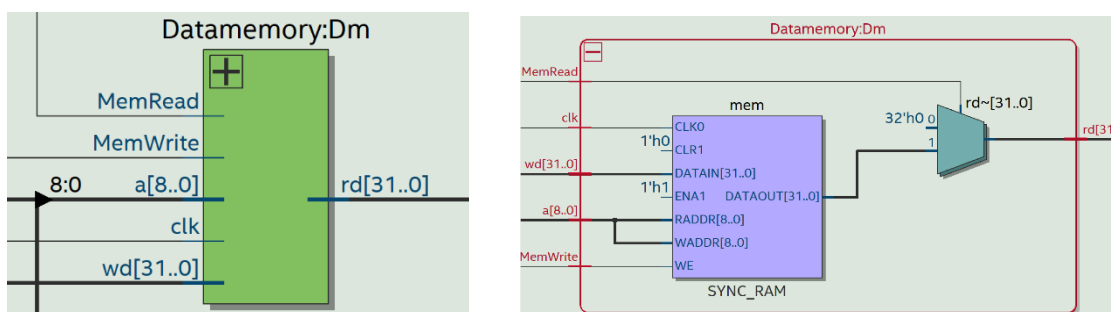 Datamemory:Dm
MemRead
MemWrite
8:0
a[8..0]
rd[31..0]
clk
wd[31..0]
Datamemory:Dm
MemRead
mem
rd~[31..0]
clk
CLK0
32'h0
0
1'h0
CLR1
1
rd[31
wd[31..0]
DATAIN[31..0]
1'h1
ENA1
DATAOUT[31..0]
a[8..0]
RADDR[8..0]
WADDR[8..0]
MemWrite
WE
SYNC_RAM